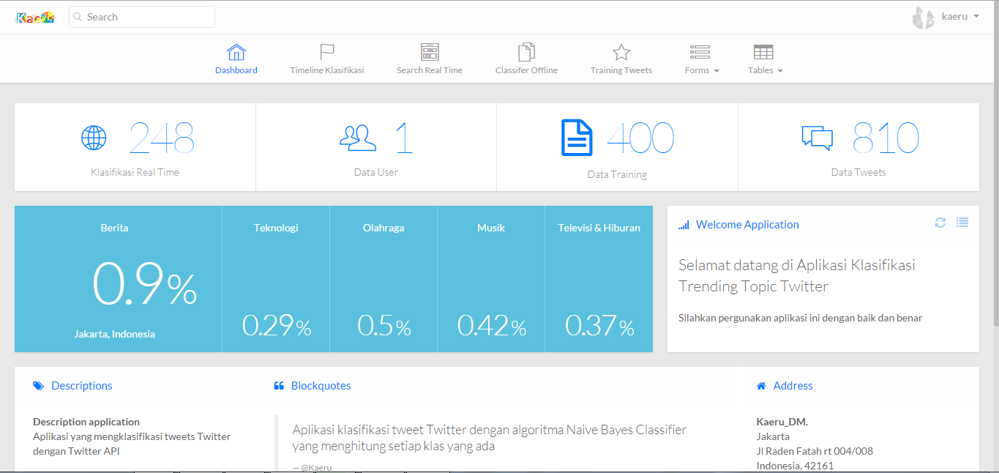 Kaeru
Search
kaeru
Dashboard
Timeline Klasifikasi
Search Real Time
Classifer Offline
Training Tweets
Forms
Tables
248
Klasifikasi Real Time
1
Data User
400
Data Training
810
Data Tweets
Berita
0.9%
Jakarta, Indonesia
Teknologi
0.29%
Olahraga
0.5%
Musik
0.42%
Televisi & Hiburan
0.37%
Welcome Application
Selamat datang di Aplikasi Klasifikasi
Trending Topic Twitter
Silahkan pergunakan aplikasi ini dengan baik dan benar
Descriptions
Description application
Aplikasi yang mengklasifikasi tweets Twitter
dengan Twitter API
Blockquotes
Aplikasi klasifikasi tweet Twitter dengan algoritma Naive Bayes Classifier
yang menghitung setiap klas yang ada
— @Kaeru
Address
Kaeru_DM.
Jakarta
Jl Raden Fatah rt 004/008
Indonesia, 42161